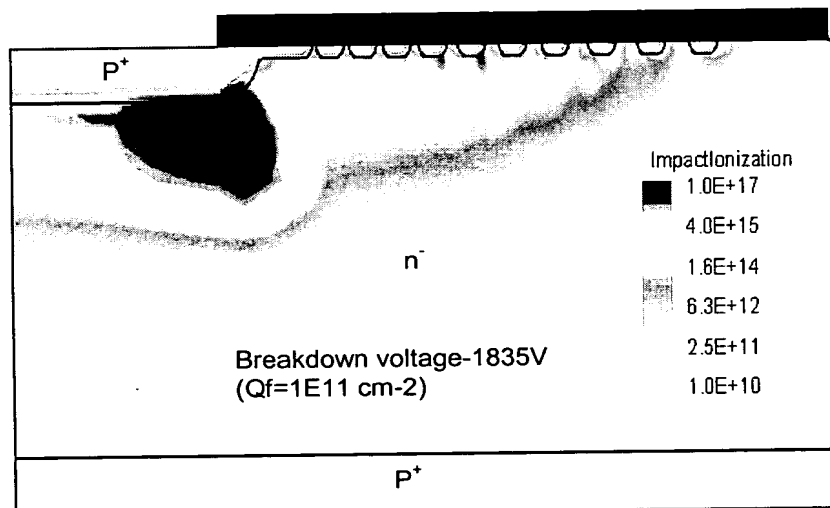 P+
ImpactIonization
1.0E+17
4.0E+15
1.6E+14
6.3E+12
2.5E+11
1.0E+10
n-
Breakdown voltage-1835V
(Qf=1E11 cm-2)
P+